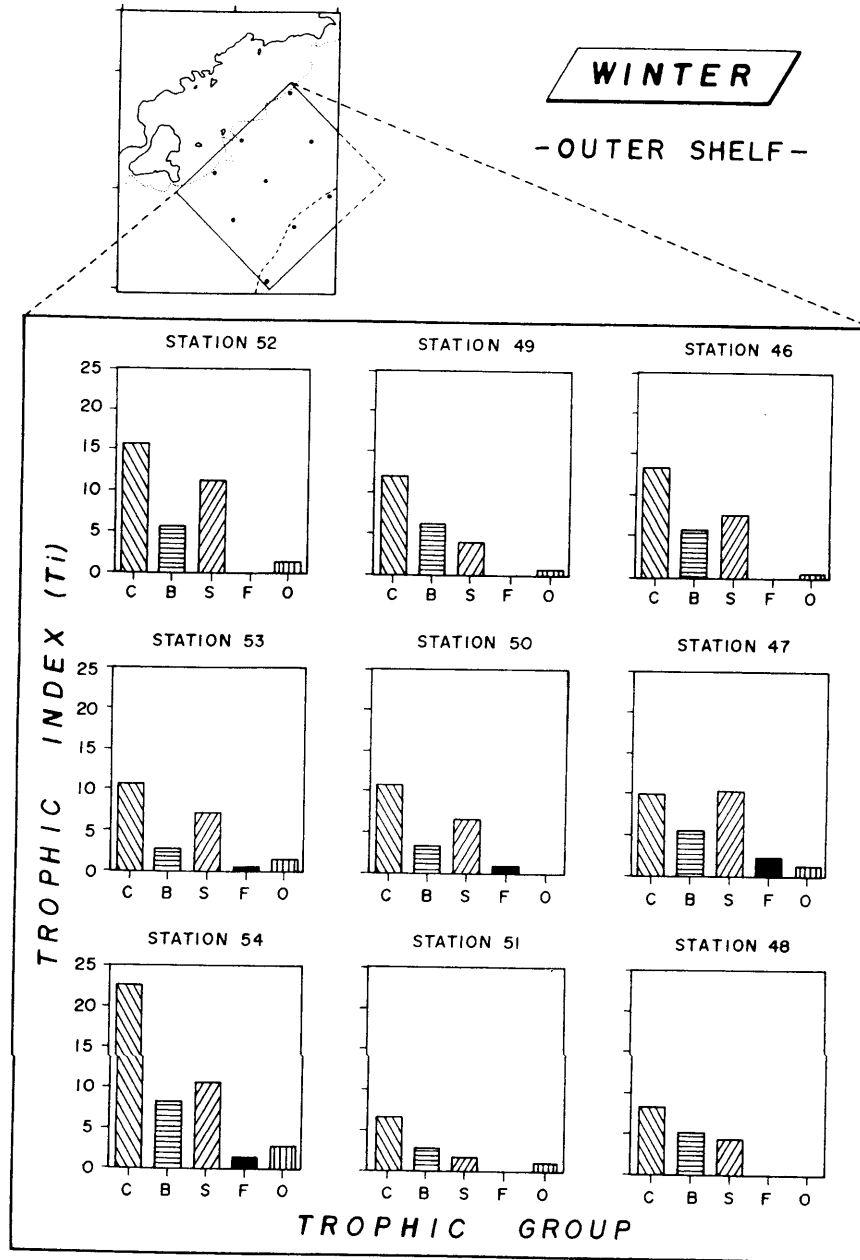 WINTER
-OUTER SHELF-
STATION 52
STATION 49
STATION 46
25
20
15
10
5
0
C B S F O
C B S F O
C B S F O
STATION 53
STATION 50
STATION 47
25
20
15
10
5
0
C B S F O
C B S F O
C B S F O
STATION 54
STATION 51
STATION 48
25
20
15
10
5
0
C B S F O
C B S F O
C B S F O
TROPHIC INDEX (Ti)
TROPHIC GROUP